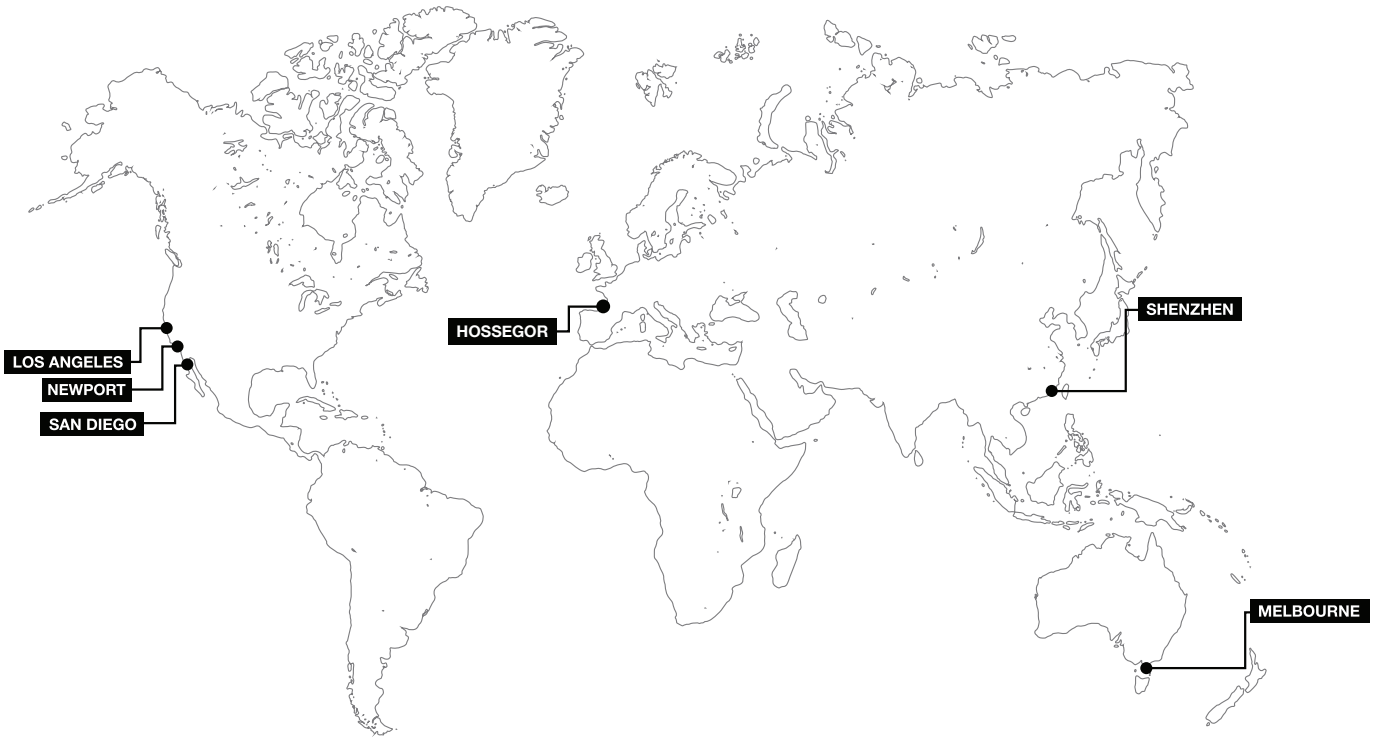 SHENZHEN
HOSSEGOR
LOS ANGELES
NEWPORT
SAN DIEGO
MELBOURNE